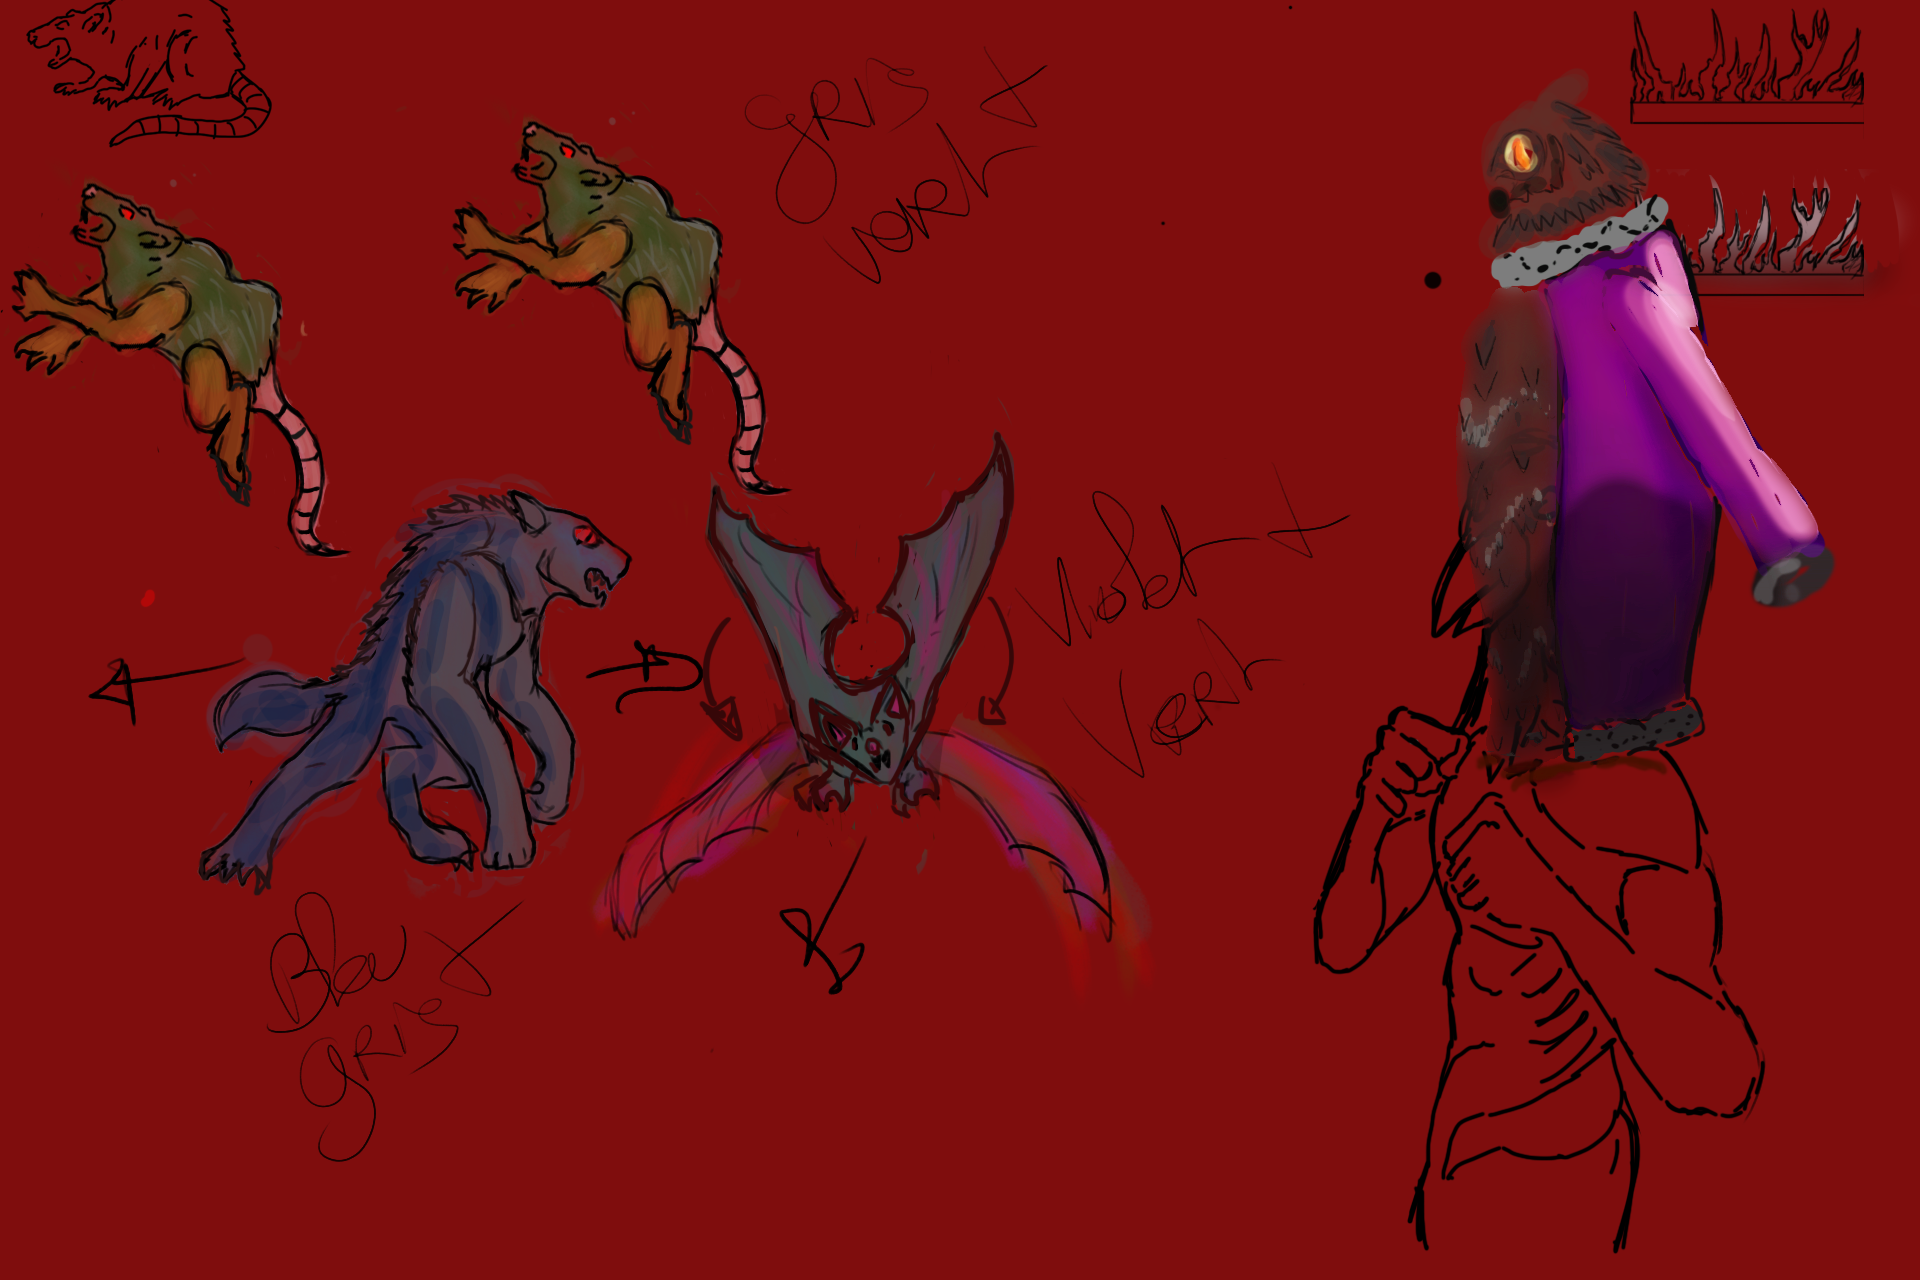 gris +
vert
Violet +
Vert
Bleu +
gris